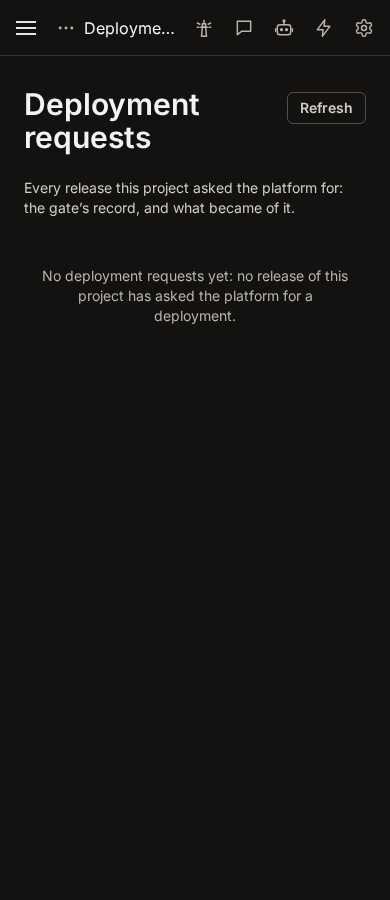 Deployme...
Deployment
requests
Refresh
Every release this project asked the platform for:
the gate’s record, and what became of it.
No deployment requests yet: no release of this
project has asked the platform for a
deployment.